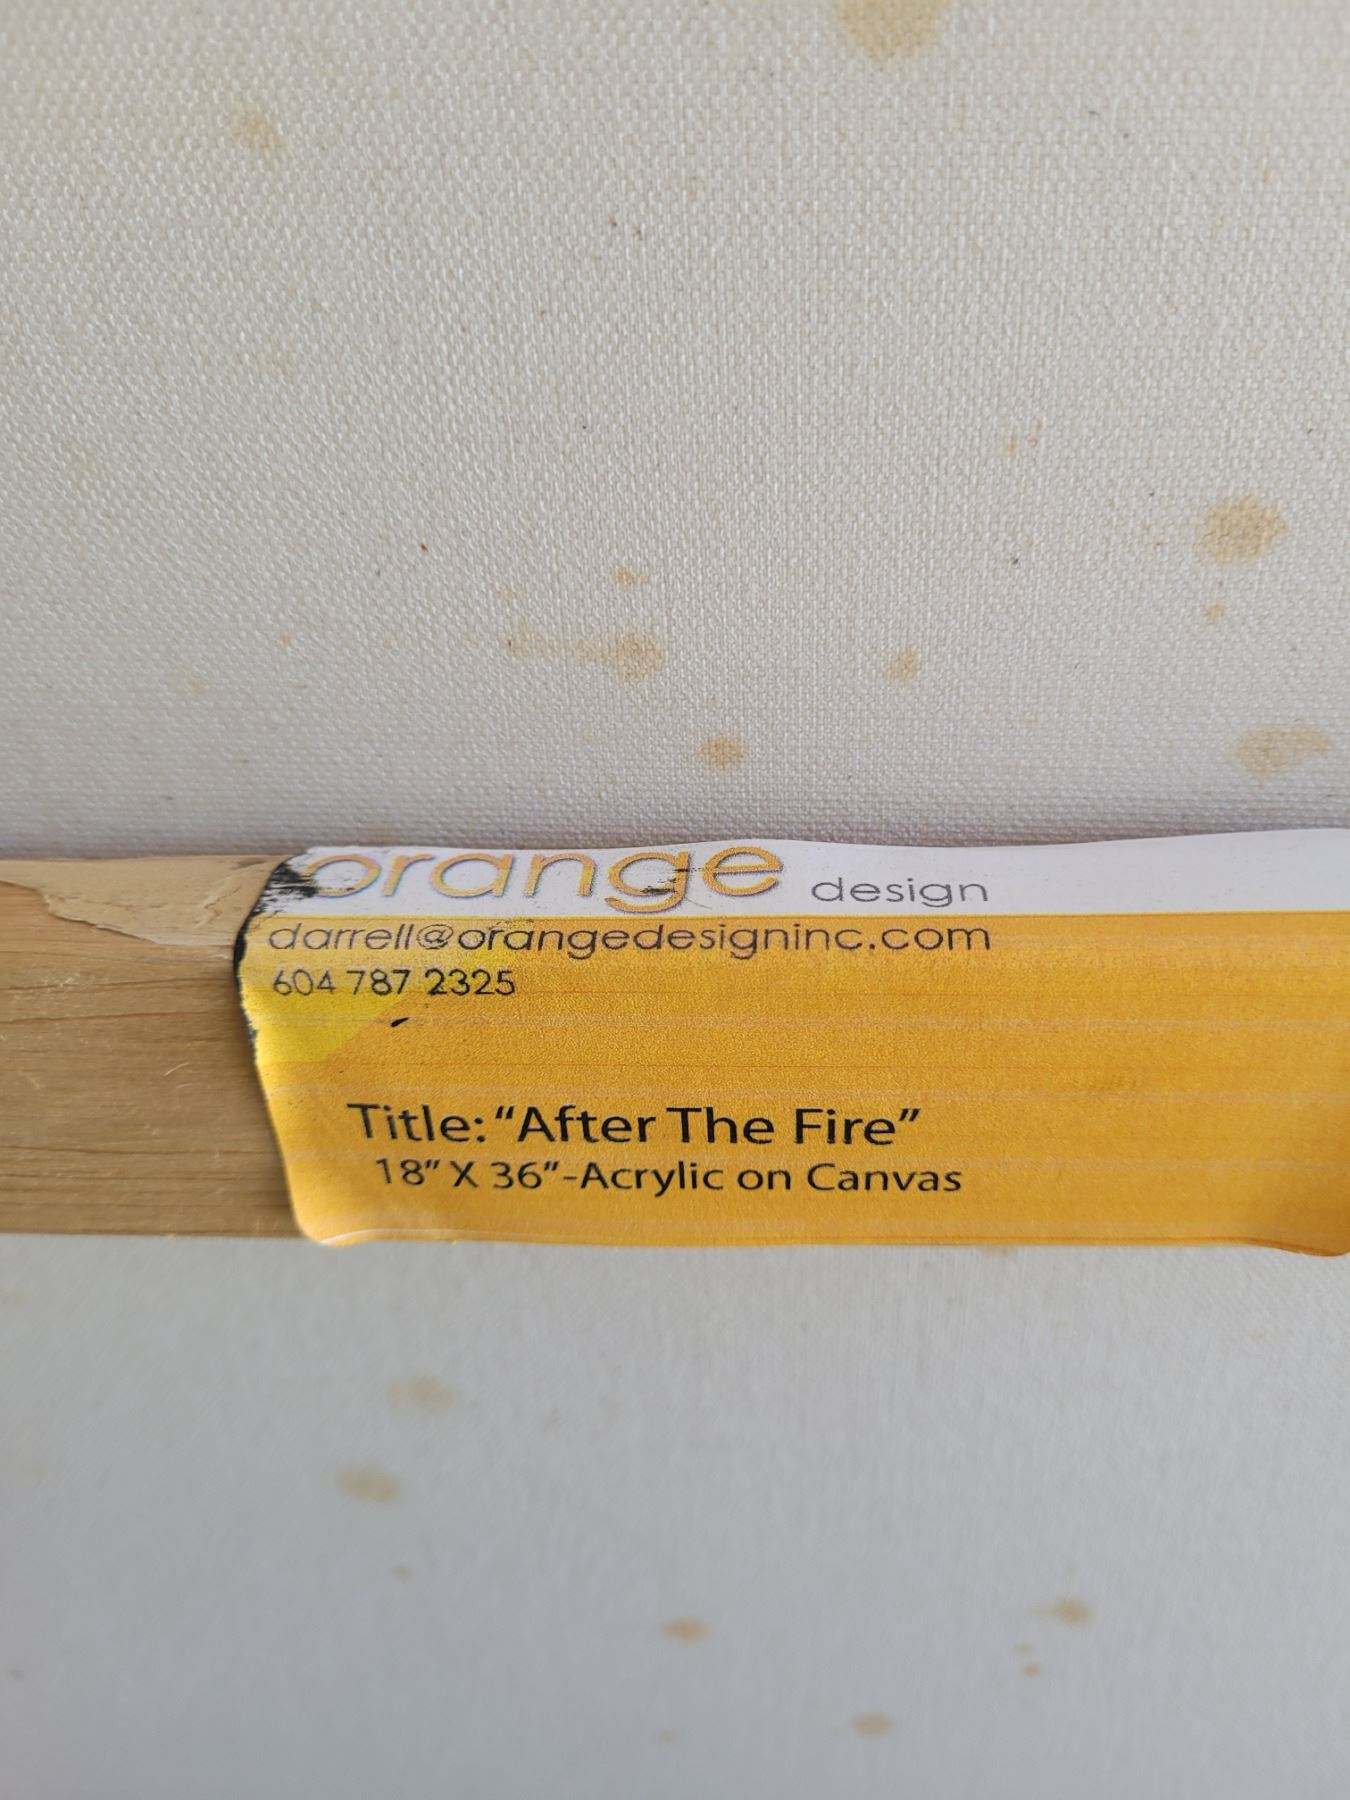 orange design
darrell@orangedesigninc.com
604 787 2325
Title: “After The Fire”
18” X 36”-Acrylic on Canvas